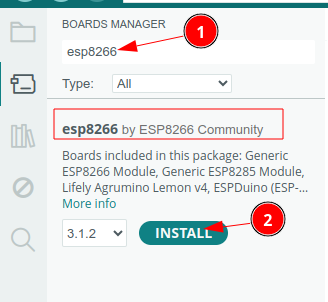 BOARDS MANAGER
esp8266
1
Type:
All
esp8266 by ESP8266 Community
Boards included in this package: Generic
ESP8266 Module, Generic ESP8285 Module,
Lifely Agrumino Lemon v4, ESPDuino (ESP-...
More info
3.1.2
INSTALL
2